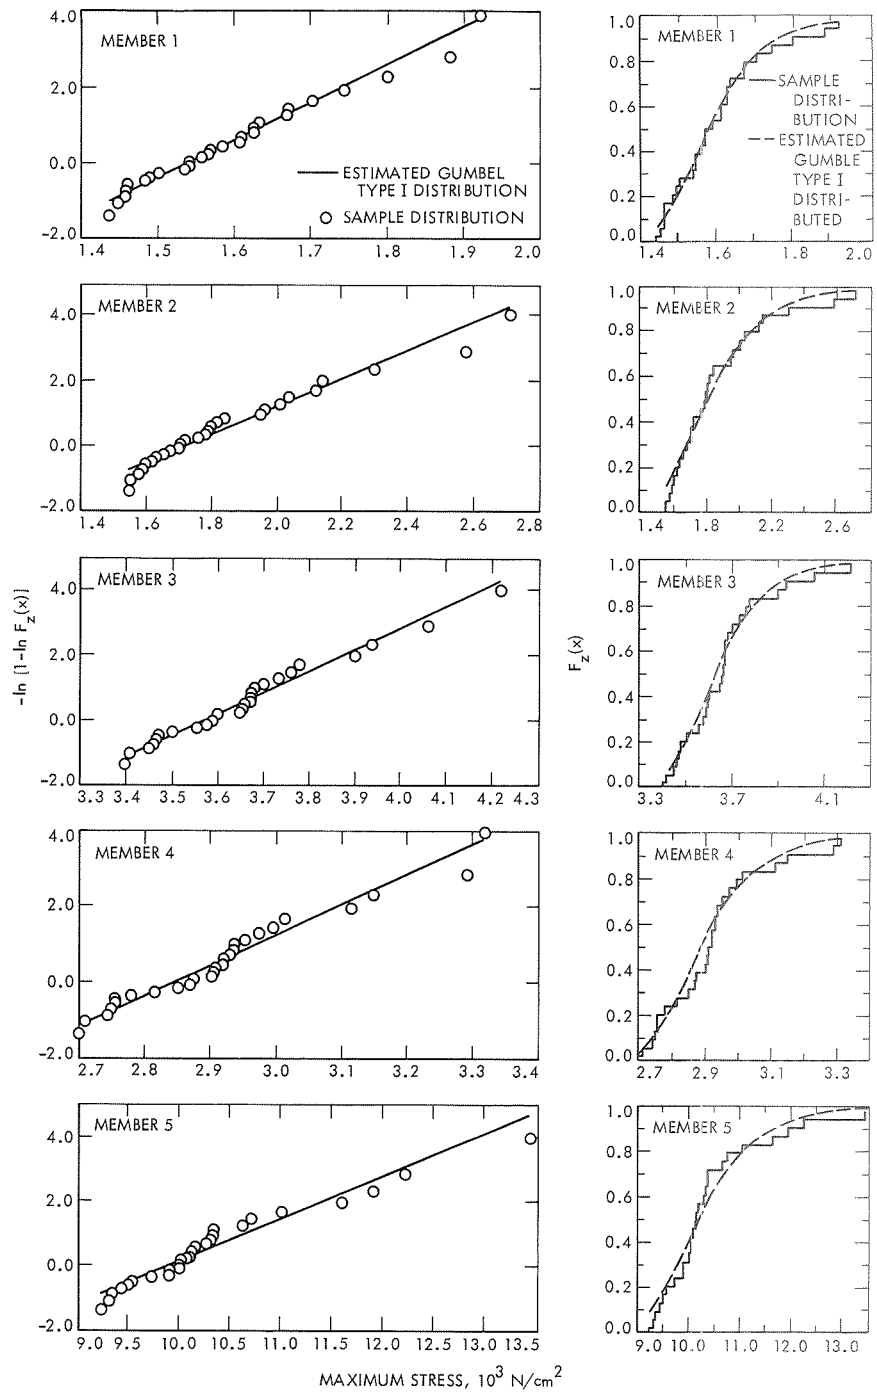 4.0
2.0
0.0
−2.0
MEMBER 1
ESTIMATED GUMBEL
TYPE I DISTRIBUTION
SAMPLE DISTRIBUTION
1.4 1.5 1.6 1.7 1.8 1.9 2.0
1.0
0.8
0.6
0.4
0.2
0.0
MEMBER 1
SAMPLE
DISTRI-
BUTION
ESTIMATED
GUMBLE
TYPE I
DISTRI-
BUTED
1.4 1.6 1.8 2.0
4.0
2.0
0.0
−2.0
MEMBER 2
1.4 1.6 1.8 2.0 2.2 2.4 2.6 2.8
1.0
0.8
0.6
0.4
0.2
0.0
MEMBER 2
1.4 1.8 2.2 2.6
−ln [1−ln F_z(x)]
4.0
2.0
0.0
−2.0
MEMBER 3
3.3 3.4 3.5 3.6 3.7 3.8 3.9 4.0 4.1 4.2 4.3
F_z(x)
1.0
0.8
0.6
0.4
0.2
0.0
MEMBER 3
3.3 3.7 4.1
4.0
2.0
0.0
−2.0
MEMBER 4
2.7 2.8 2.9 3.0 3.1 3.2 3.3 3.4
1.0
0.8
0.6
0.4
0.2
0.0
MEMBER 4
2.7 2.9 3.1 3.3
4.0
2.0
0.0
−2.0
MEMBER 5
9.0 9.5 10.0 10.5 11.0 11.5 12.0 12.5 13.0 13.5
1.0
0.8
0.6
0.4
0.2
0.0
MEMBER 5
9.0 10.0 11.0 12.0 13.0
MAXIMUM STRESS, 10³ N/cm²